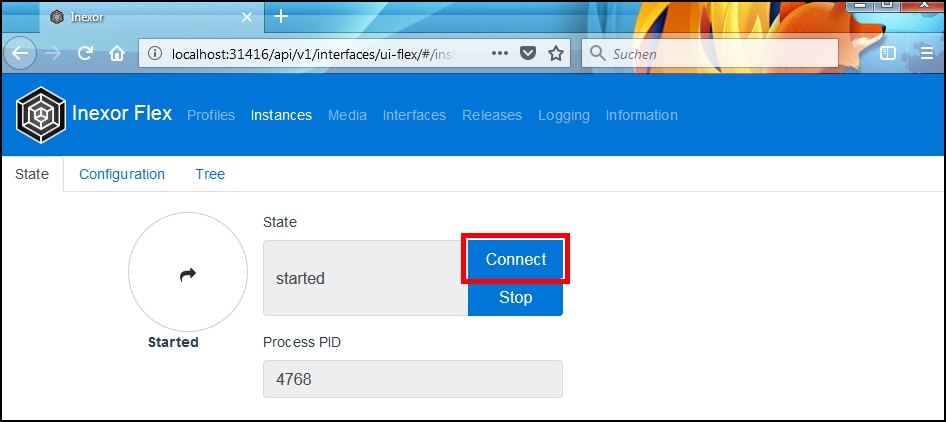 Inexor
localhost:31416/api/v1/interfaces/ui-flex/#/ins
Suchen
Inexor Flex Profiles Instances Media Interfaces Releases Logging Information
State Configuration Tree
State
started
Connect
Stop
Started
Process PID
4768